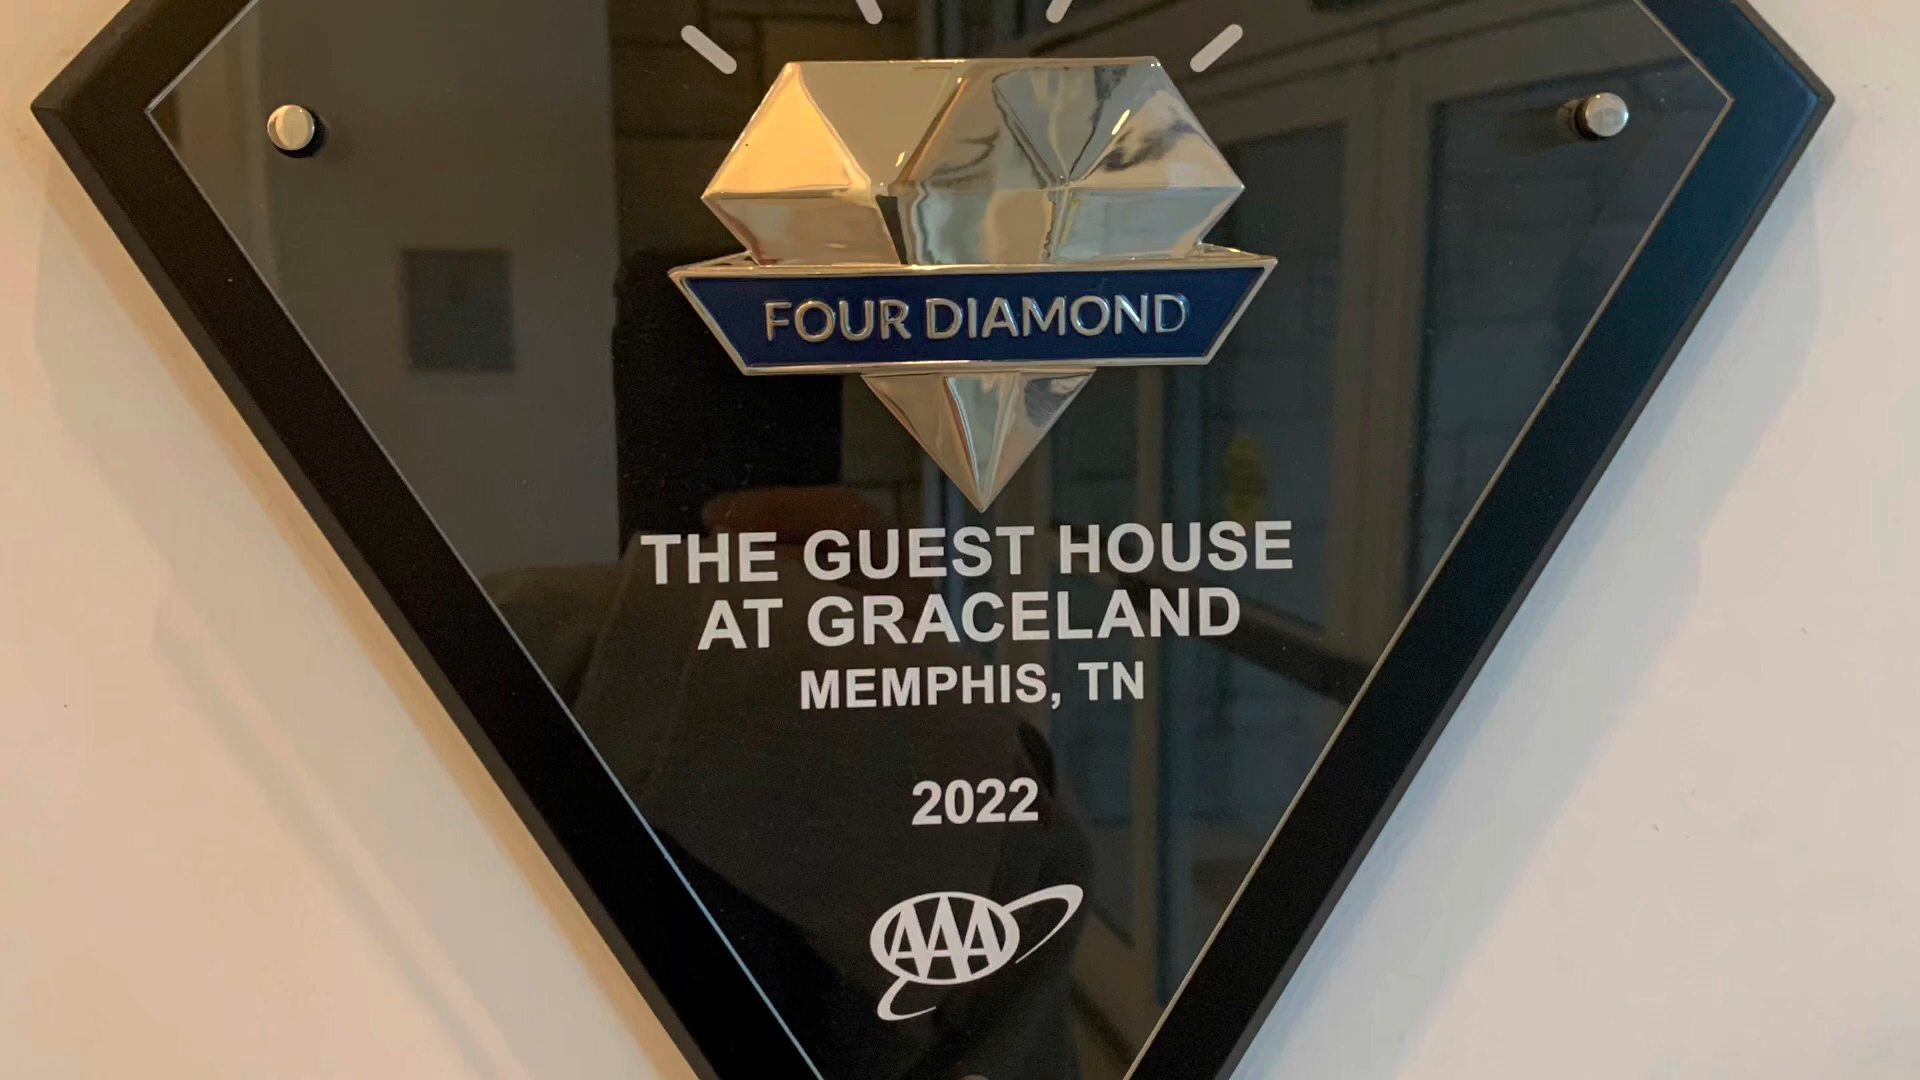 FOUR DIAMOND
THE GUEST HOUSE
AT GRACELAND
MEMPHIS, TN
2022
AAA